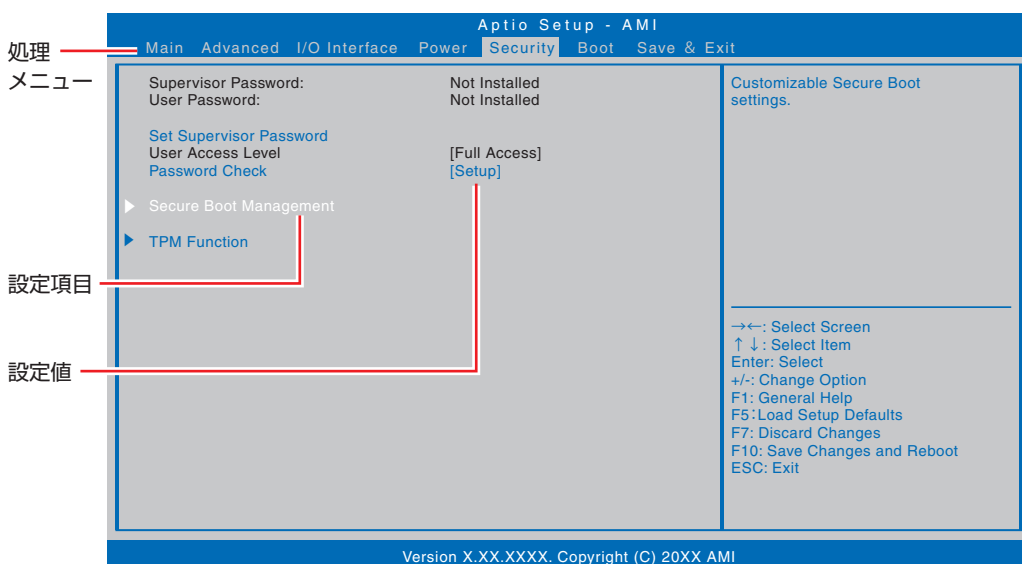 Aptio Setup - AMI
処理
メニュー
Main Advanced I/O Interface Power Security Boot Save & Exit
Supervisor Password: Not Installed
User Password: Not Installed
Set Supervisor Password
User Access Level [Full Access]
Password Check [Setup]
Secure Boot Management
TPM Function
設定項目
設定値
Customizable Secure Boot
settings.
→←: Select Screen
↑↓: Select Item
Enter: Select
+/-: Change Option
F1: General Help
F5:Load Setup Defaults
F7: Discard Changes
F10: Save Changes and Reboot
ESC: Exit
Version X.XX.XXXX. Copyright (C) 20XX AMI